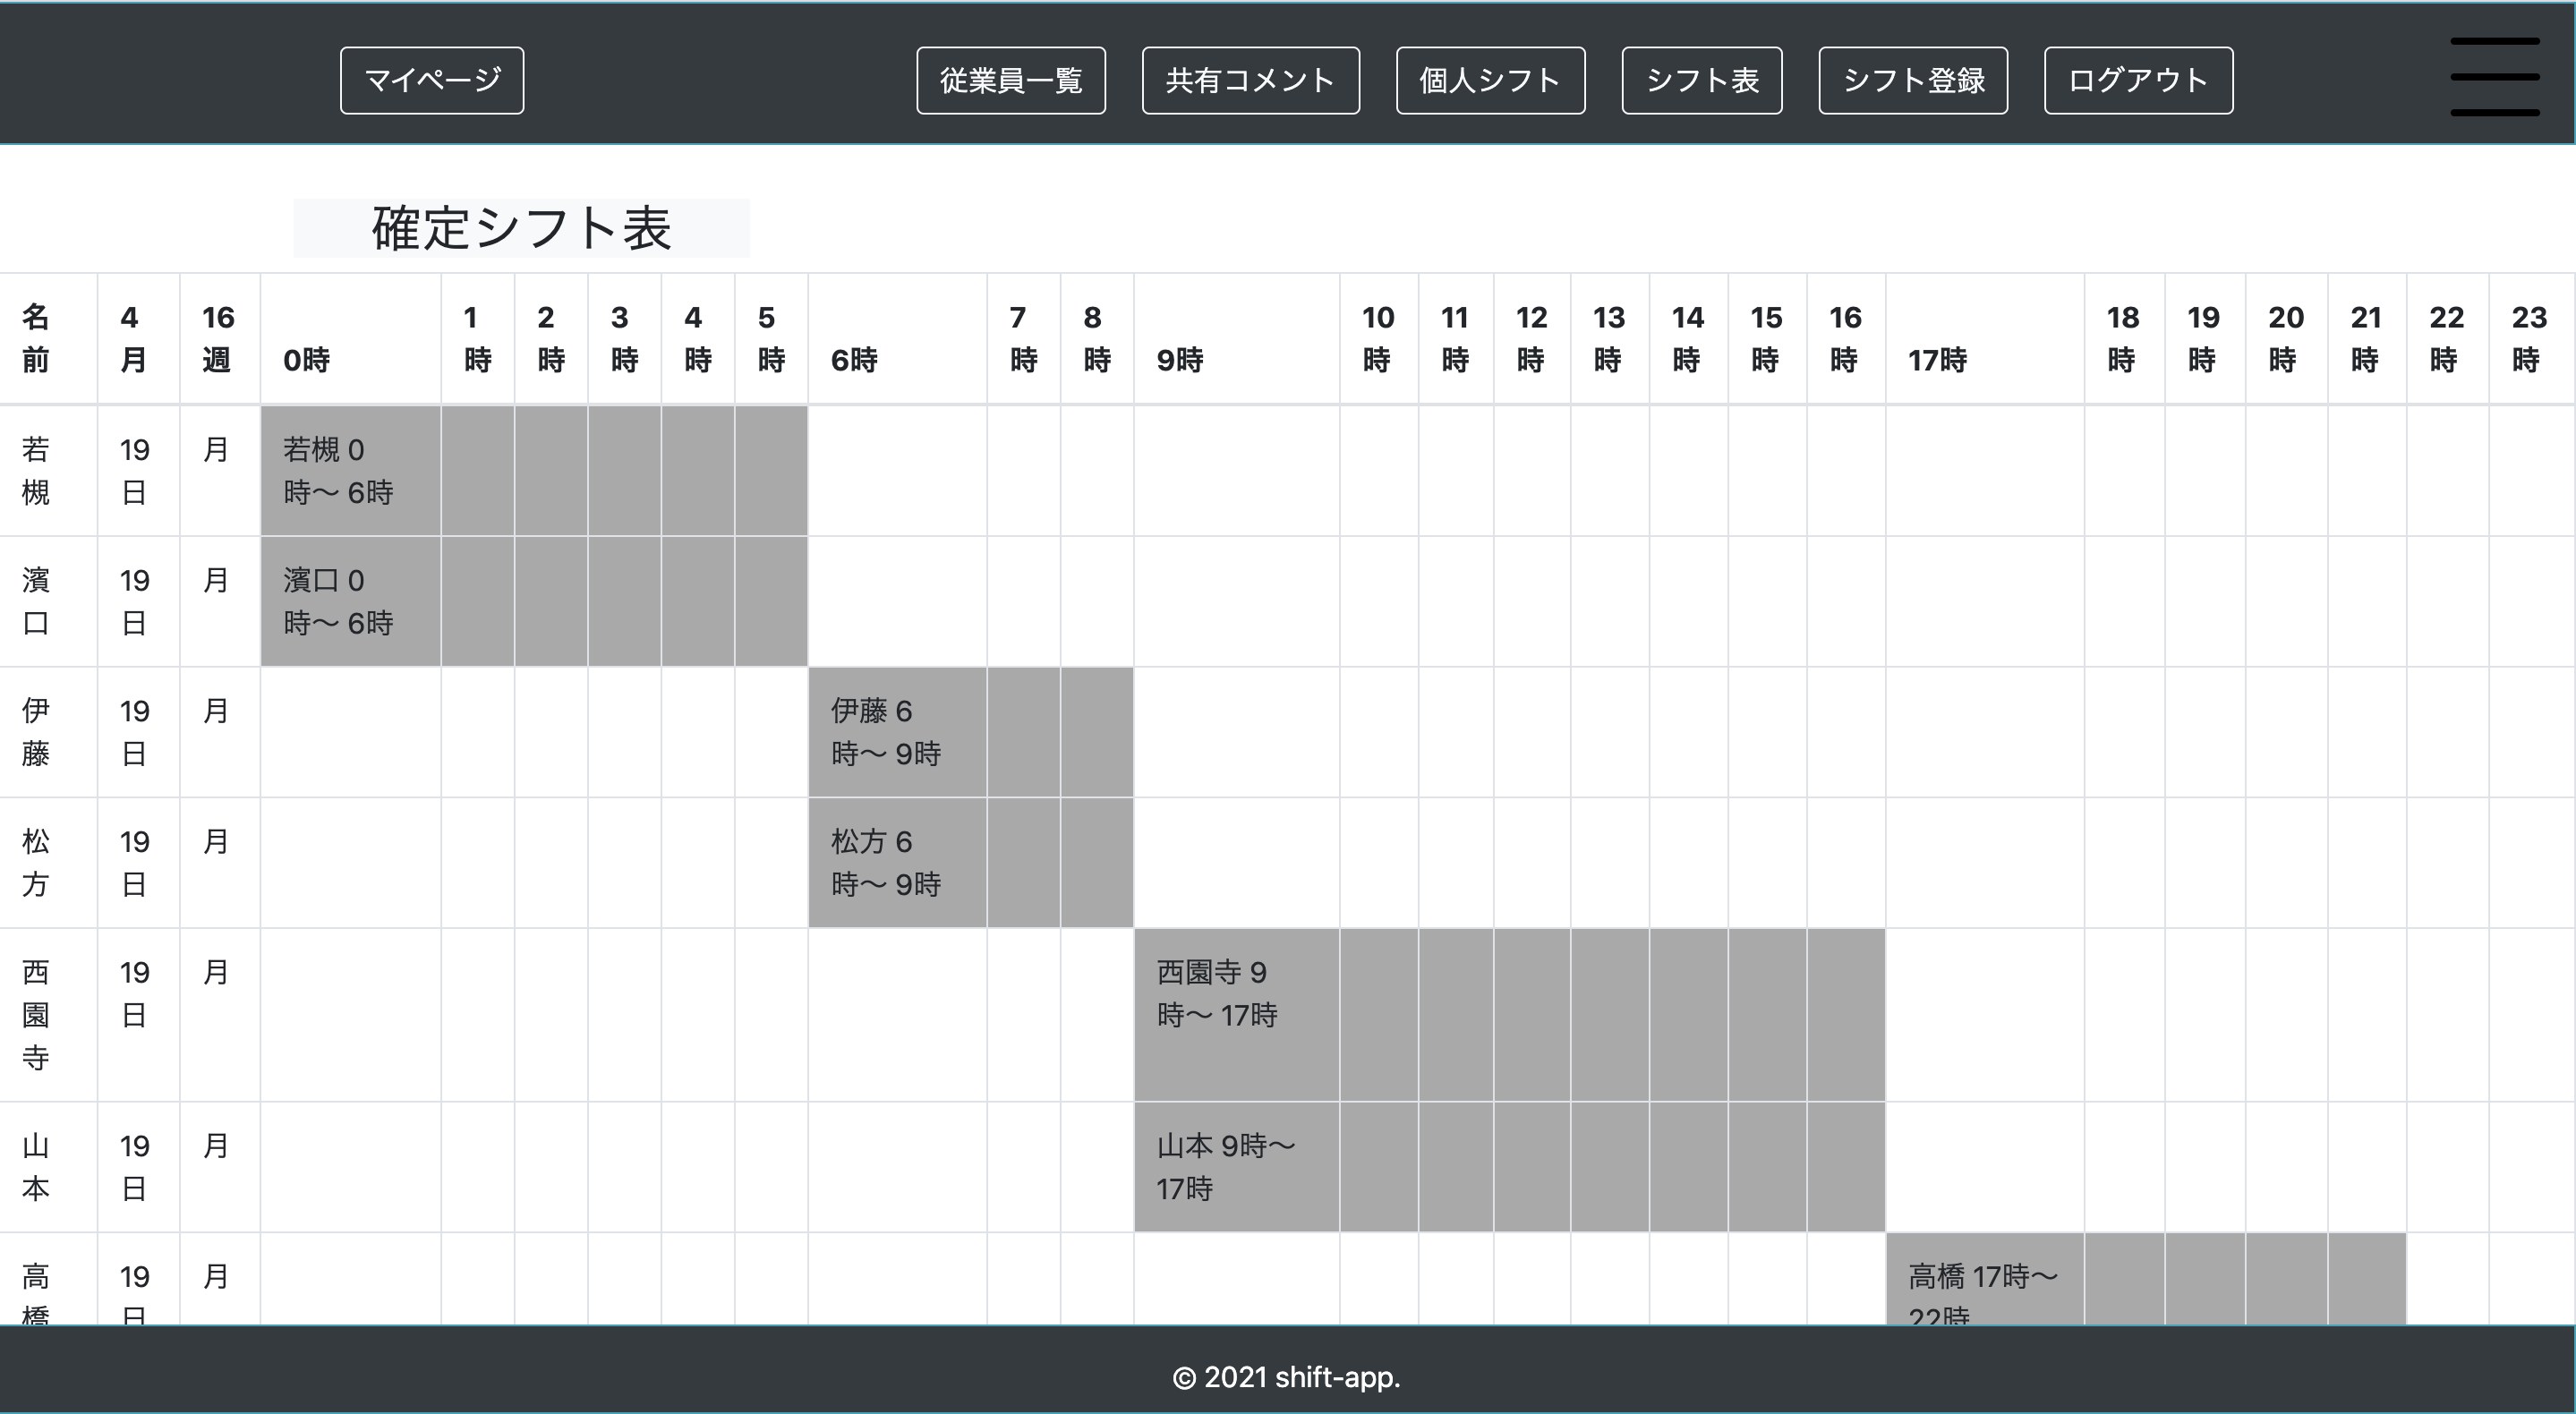 マイページ 従業員一覧 共有コメント 個人シフト シフト表 シフト登録 ログアウト
確定シフト表
名前 4月 16週 0時 1時 2時 3時 4時 5時 6時 7時 8時 9時 10時 11時 12時 13時 14時 15時 16時 17時 18時 19時 20時 21時 22時 23時
若槻 19日 月 若槻 0時〜 6時
濱口 19日 月 濱口 0時〜 6時
伊藤 19日 月 伊藤 6時〜 9時
松方 19日 月 松方 6時〜 9時
西園寺 19日 月 西園寺 9時〜 17時
山本 19日 月 山本 9時〜 17時
高橋 19日 月 高橋 17時〜 22時
© 2021 shift-app.